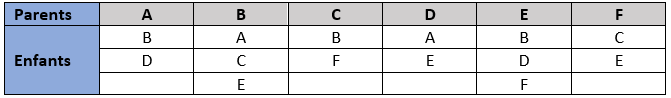 Parents A B C D E F
B A B A B C
Enfants D C F E D E
E F